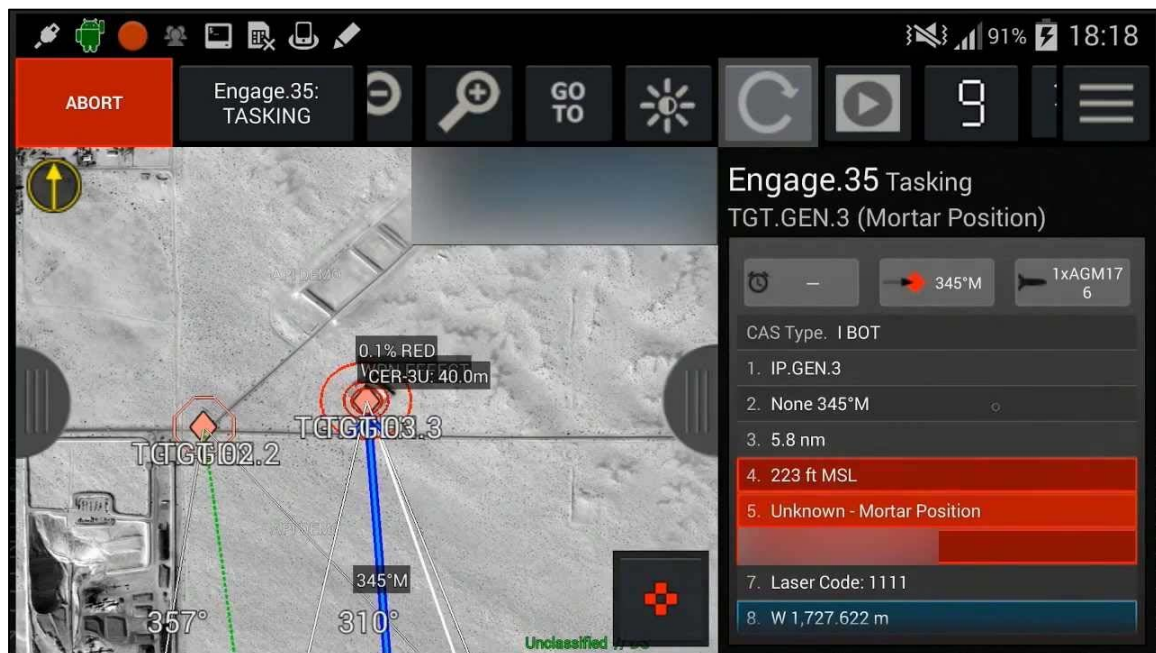 91% 18:18
ABORT
Engage.35:
TASKING
GO
TO
9
Engage.35 Tasking
TGT.GEN.3 (Mortar Position)
–
345°M
1xAGM17
6
CAS Type. I BOT
1. IP.GEN.3
2. None 345°M
3. 5.8 nm
4. 223 ft MSL
5. Unknown - Mortar Position
7. Laser Code: 1111
8. W 1,727.622 m
0.1% RED
CER-3U: 40.0m
345°M
357°
310°
Unclassified